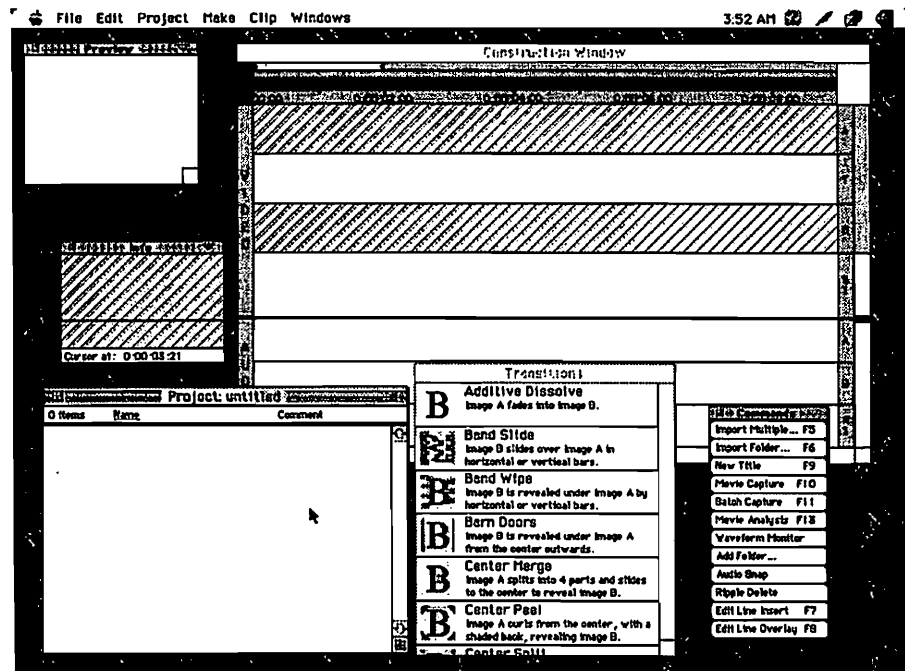 File Edit Project Make Clip Windows 3:52 AM
Preview
Construction Window
Info
Cursor at: 0:00:03:21
Project: untitled
0 items Name Comment
Transitions
Additive Dissolve
Image A fades into Image B.
Band Slide
Image B slides over Image A in
horizontal or vertical bars.
Band Wipe
Image B is revealed under Image A by
horizontal or vertical bars.
Barn Doors
Image B is revealed under Image A
from the center outwards.
Center Merge
Image A splits into 4 parts and slides
to the center to reveal Image B.
Center Peel
Image A curls from the center, with a
shaded back, revealing Image B.
Center Split
Commands
Import Multiple... F5
Import Folder... F6
New Title F9
Movie Capture F10
Batch Capture F11
Movie Analysis F13
Waveform Monitor
Add Folder...
Audio Snap
Ripple Delete
Edit Line Insert F7
Edit Line Overlay F8